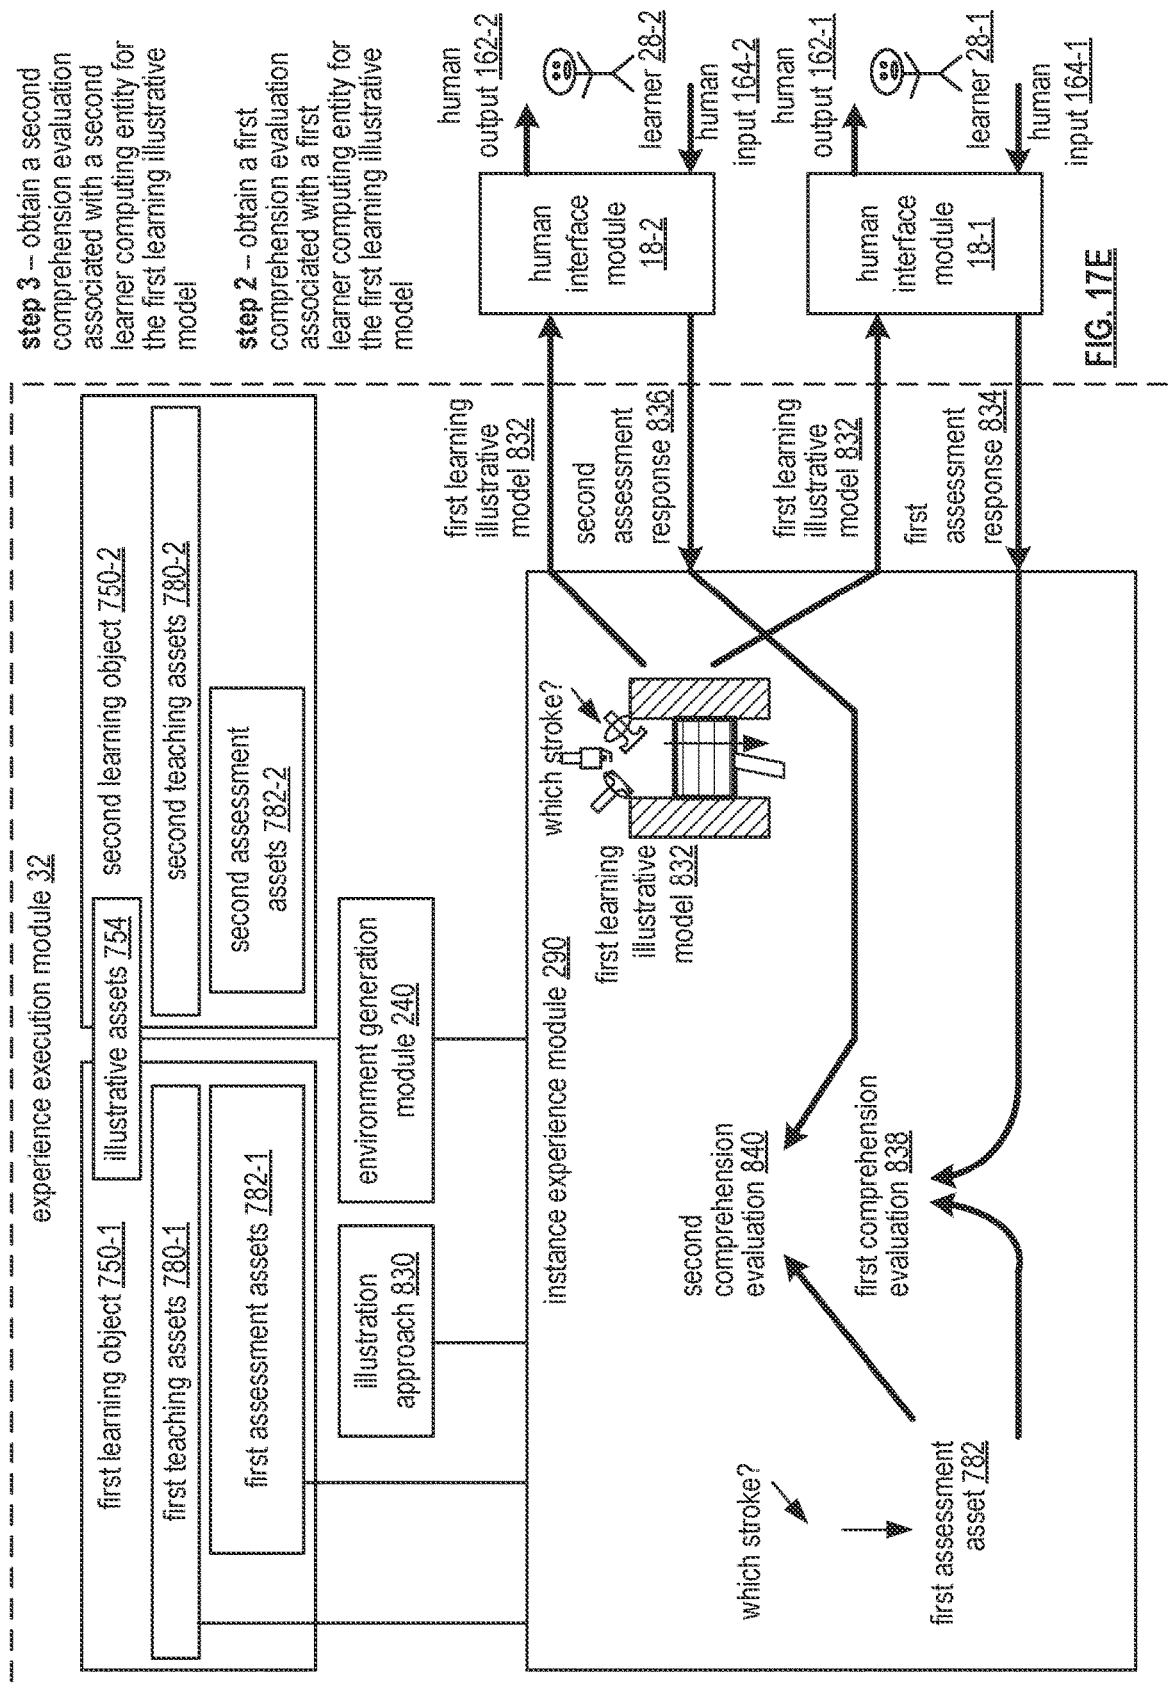 experience execution module 32
first learning object 750-1
illustrative assets 754
second learning object 750-2
first teaching assets 780-1
second teaching assets 780-2
first assessment assets 782-1
second assessment
assets 782-2
illustration
approach 830
environment generation
module 240
step 3 – obtain a second
comprehension evaluation
associated with a second
learner computing entity for
the first learning illustrative
model
step 2 – obtain a first
comprehension evaluation
associated with a first
learner computing entity for
the first learning illustrative
model
instance experience module 290
which stroke?
first learning
illustrative
model 832
second
comprehension
evaluation 840
first comprehension
evaluation 838
which stroke?
first assessment
asset 782
first learning
illustrative
model 832
second
assessment
response 836
first learning
illustrative
model 832
first
assessment
response 834
human
interface
module
18-2
human
output 162-2
learner 28-2
human
input 164-2
human
interface
module
18-1
human
output 162-1
learner 28-1
human
input 164-1
FIG. 17E